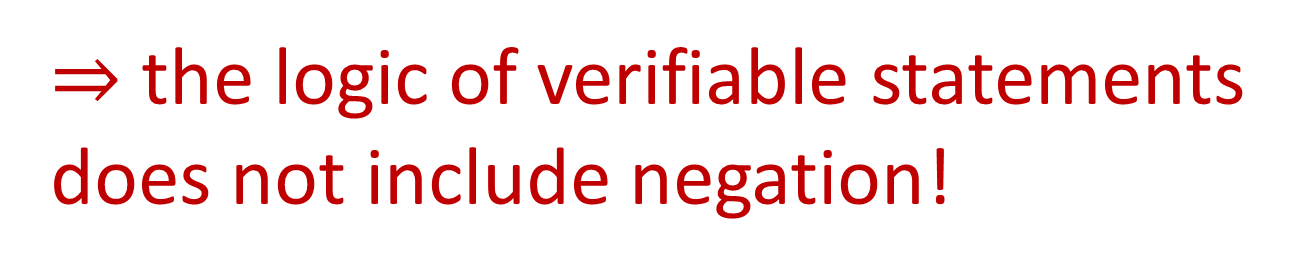 ⇒ the logic of verifiable statements
does not include negation!